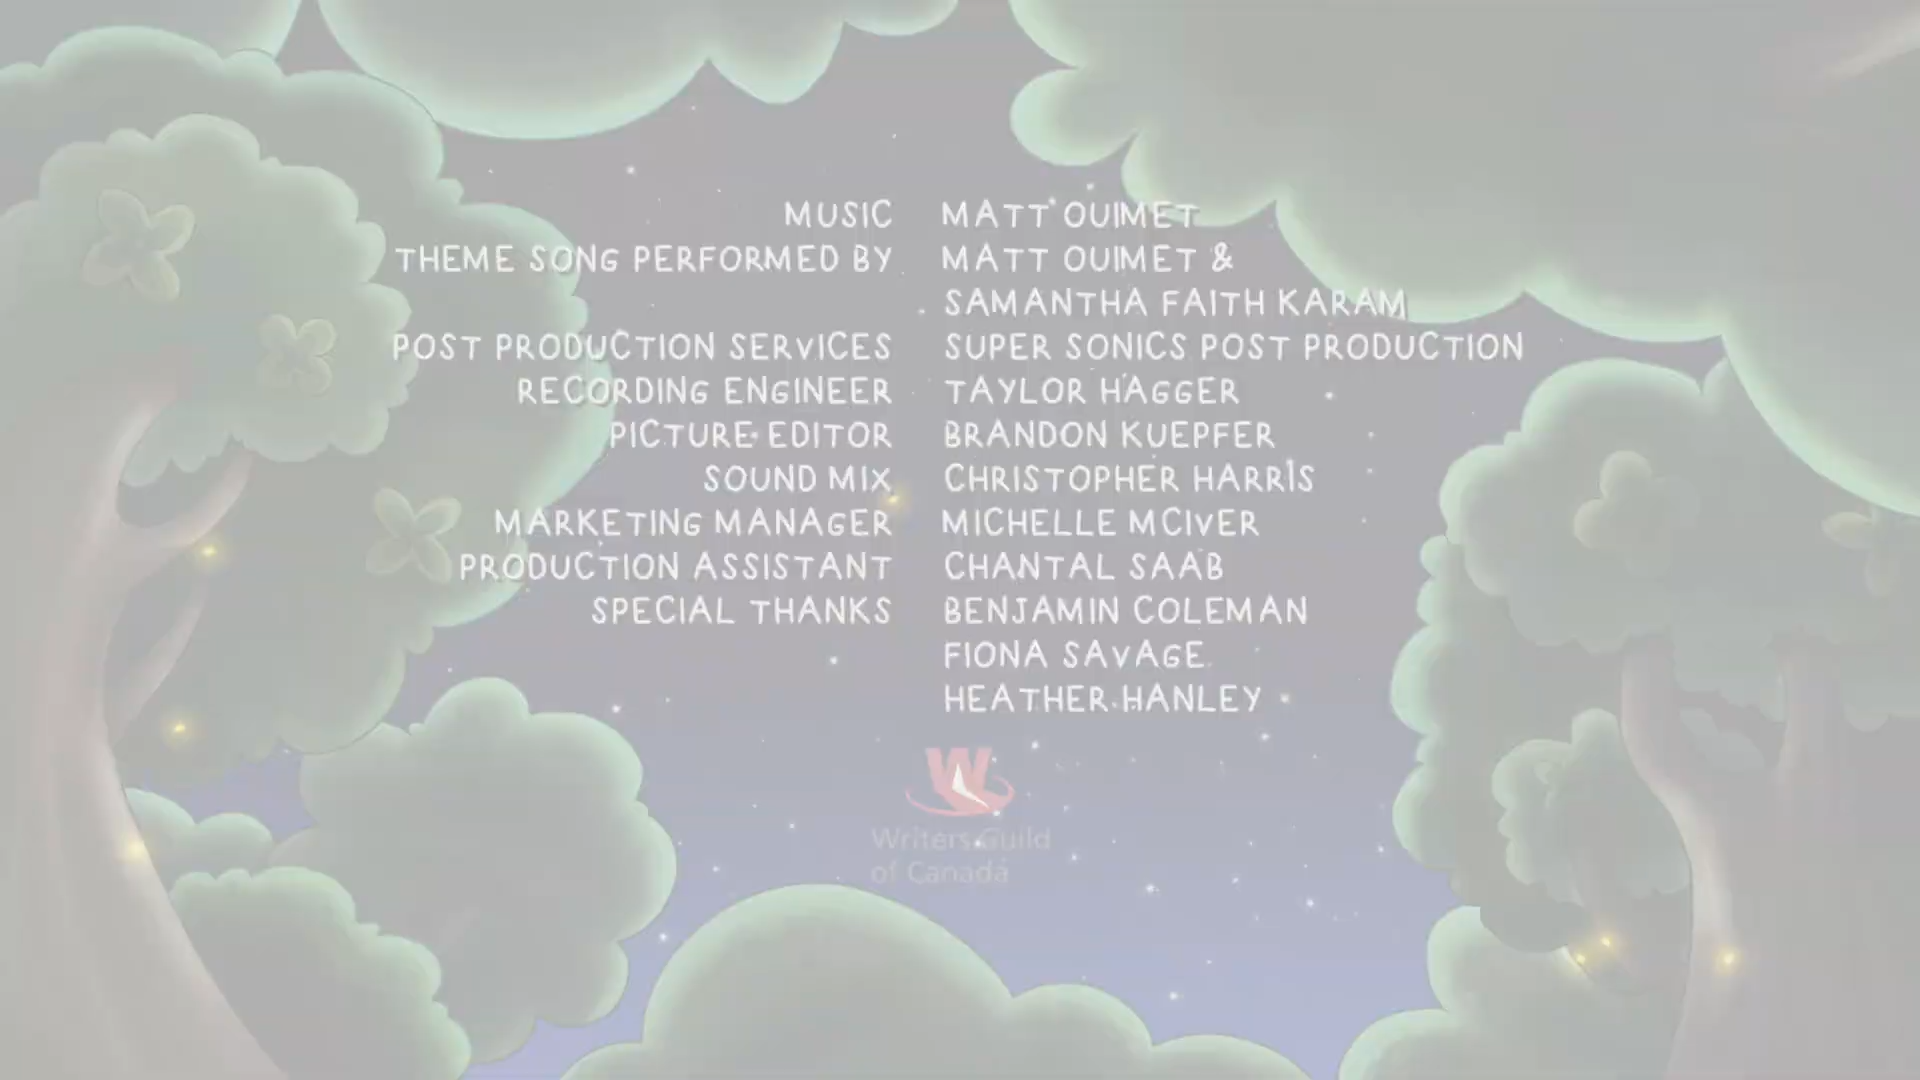 MUSIC MATT OUIMET
THEME SONG PERFORMED BY MATT OUIMET &
SAMANTHA FAITH KARAM
POST PRODUCTION SERVICES SUPER SONICS POST PRODUCTION
RECORDING ENGINEER TAYLOR HAGGER
PICTURE EDITOR BRANDON KUEPFER
SOUND MIX CHRISTOPHER HARRIS
MARKETING MANAGER MICHELLE MCIVER
PRODUCTION ASSISTANT CHANTAL SAAB
SPECIAL THANKS BENJAMIN COLEMAN
FIONA SAVAGE
HEATHER HANLEY
Writers Guild
of Canada